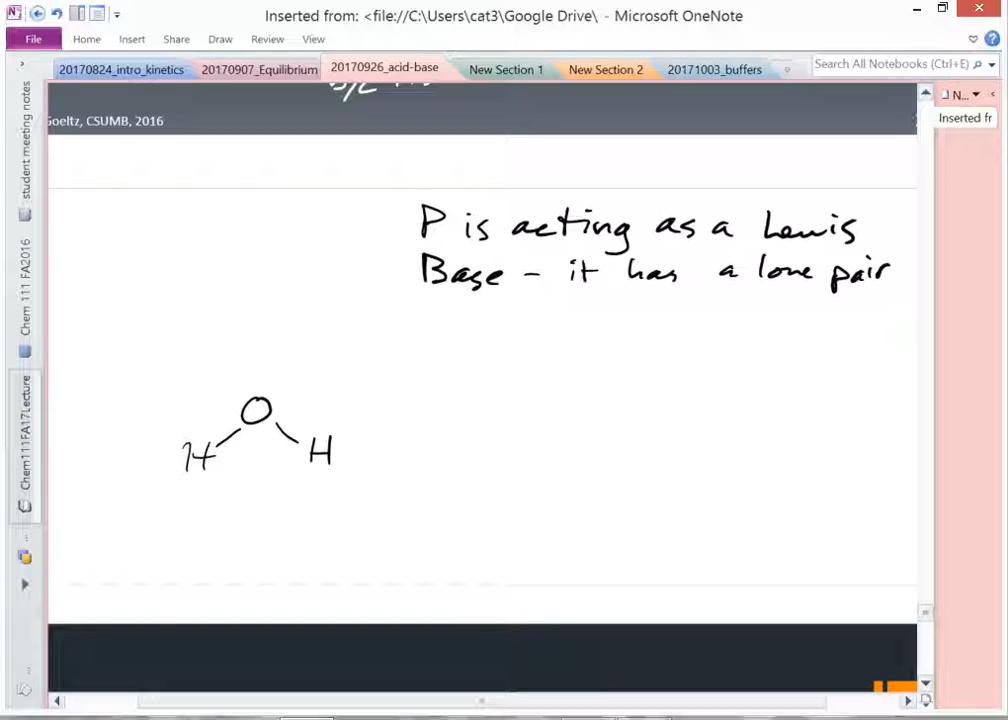 Inserted from: <file://C:\Users\cat3\Google Drive\ - Microsoft OneNote
File Home Insert Share Draw Review View
20170824_intro_kinetics 20170907_Equilibrium 20170926_acid-base New Section 1 New Section 2 20171003_buffers Search All Notebooks (Ctrl+E)
N...
Inserted fr
Goeltz, CSUMB, 2016
student meeting notes
Chem 111 FA2016
Chem111FA17Lecture
P is acting as a Lewis
Base - it has a lone pair
O
H H